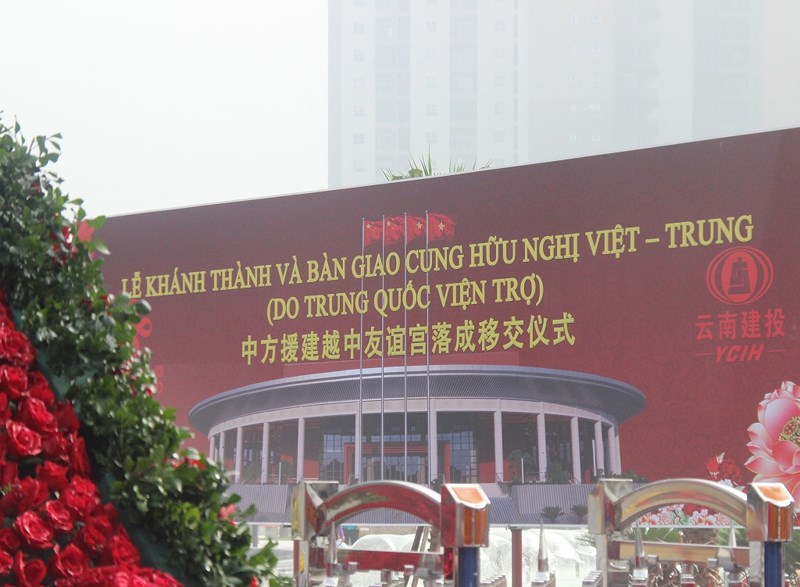 LỄ KHÁNH THÀNH VÀ BÀN GIAO CUNG HỮU NGHỊ VIỆT – TRUNG
(DO TRUNG QUỐC VIỆN TRỢ)
中方援建越中友谊宫落成移交仪式
云南建投
YCIH